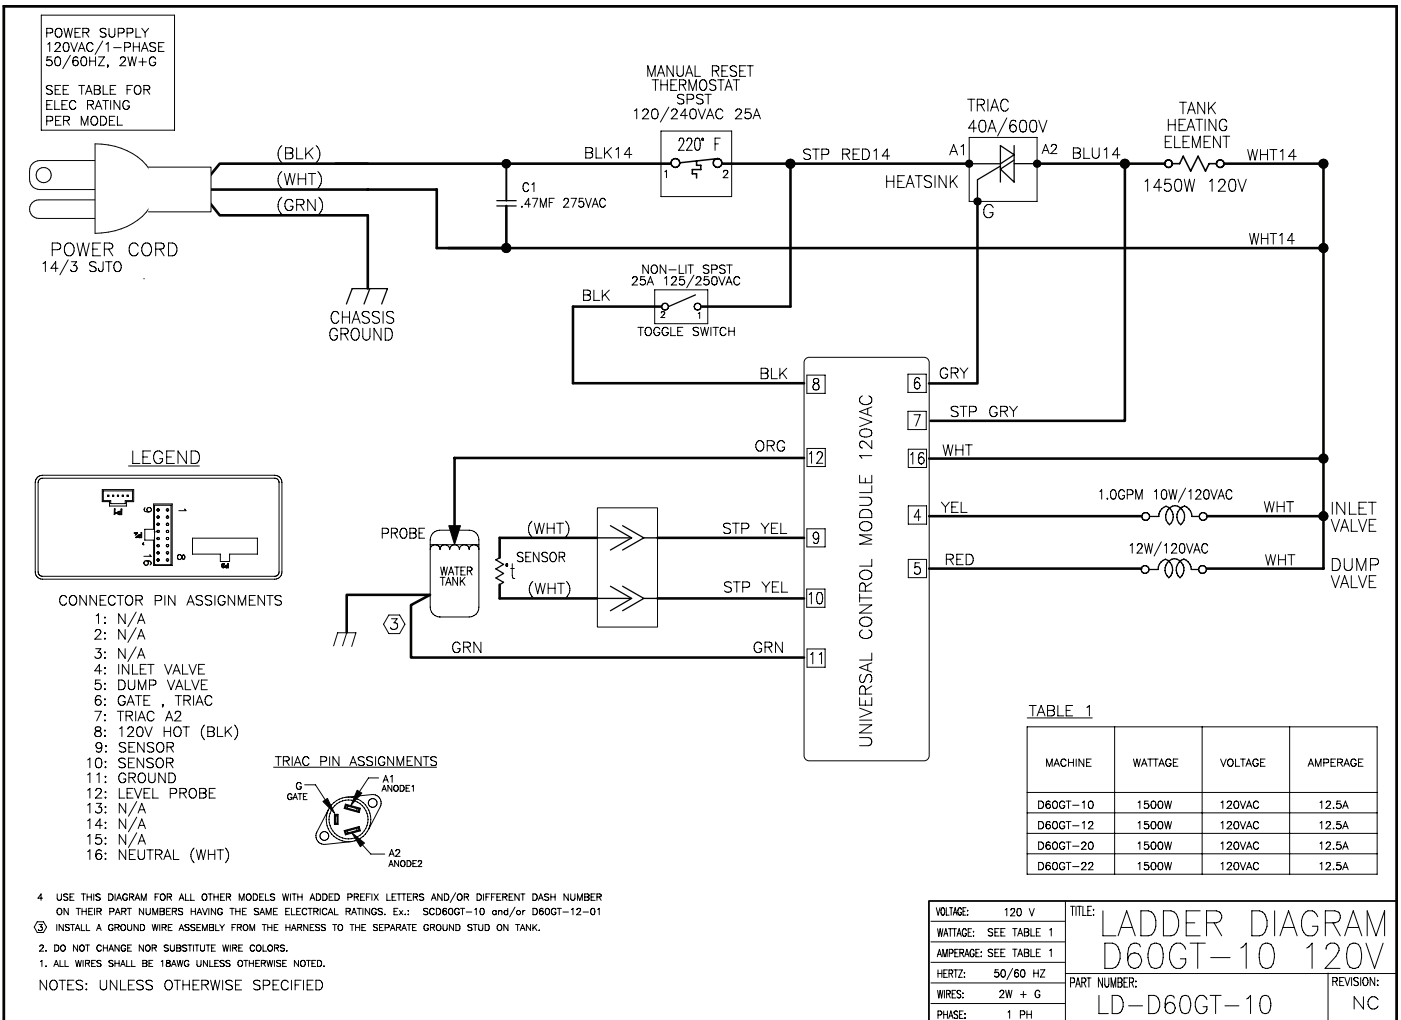 POWER SUPPLY
120VAC/1-PHASE
50/60HZ, 2W+G
SEE TABLE FOR
ELEC RATING
PER MODEL
(BLK)
(WHT)
(GRN)
POWER CORD
14/3 SJTO
CHASSIS
GROUND
C1
.47MF 275VAC
BLK14
MANUAL RESET
THERMOSTAT
SPST
120/240VAC 25A
220° F
1
2
STP RED14
TRIAC
40A/600V
A1
A2
HEATSINK
G
BLU14
TANK
HEATING
ELEMENT
1450W 120V
WHT14
WHT14
NON-LIT SPST
25A 125/250VAC
BLK
2
1
TOGGLE SWITCH
BLK
8
6
GRY
7
STP GRY
ORG
12
16
WHT
4
YEL
1.0GPM 10W/120VAC
WHT
INLET
VALVE
5
RED
12W/120VAC
WHT
DUMP
VALVE
UNIVERSAL CONTROL MODULE 120VAC
PROBE
WATER
TANK
(WHT)
SENSOR
t
(WHT)
STP YEL
9
STP YEL
10
3
GRN
GRN
11
LEGEND
P1
9
1
P2
16
8
P3
CONNECTOR PIN ASSIGNMENTS
1: N/A
2: N/A
3: N/A
4: INLET VALVE
5: DUMP VALVE
6: GATE , TRIAC
7: TRIAC A2
8: 120V HOT (BLK)
9: SENSOR
10: SENSOR
11: GROUND
12: LEVEL PROBE
13: N/A
14: N/A
15: N/A
16: NEUTRAL (WHT)
TRIAC PIN ASSIGNMENTS
G
GATE
A1
ANODE1
A2
ANODE2
TABLE 1
MACHINE WATTAGE VOLTAGE AMPERAGE
D60GT-10 1500W 120VAC 12.5A
D60GT-12 1500W 120VAC 12.5A
D60GT-20 1500W 120VAC 12.5A
D60GT-22 1500W 120VAC 12.5A
4 USE THIS DIAGRAM FOR ALL OTHER MODELS WITH ADDED PREFIX LETTERS AND/OR DIFFERENT DASH NUMBER
ON THEIR PART NUMBERS HAVING THE SAME ELECTRICAL RATINGS. Ex.: SCD60GT-10 and/or D60GT-12-01
3 INSTALL A GROUND WIRE ASSEMBLY FROM THE HARNESS TO THE SEPARATE GROUND STUD ON TANK.
2. DO NOT CHANGE NOR SUBSTITUTE WIRE COLORS.
1. ALL WIRES SHALL BE 18AWG UNLESS OTHERWISE NOTED.
NOTES: UNLESS OTHERWISE SPECIFIED
VOLTAGE: 120 V
WATTAGE: SEE TABLE 1
AMPERAGE: SEE TABLE 1
HERTZ: 50/60 HZ
WIRES: 2W + G
PHASE: 1 PH
TITLE: LADDER DIAGRAM
D60GT-10 120V
PART NUMBER:
LD-D60GT-10
REVISION:
NC